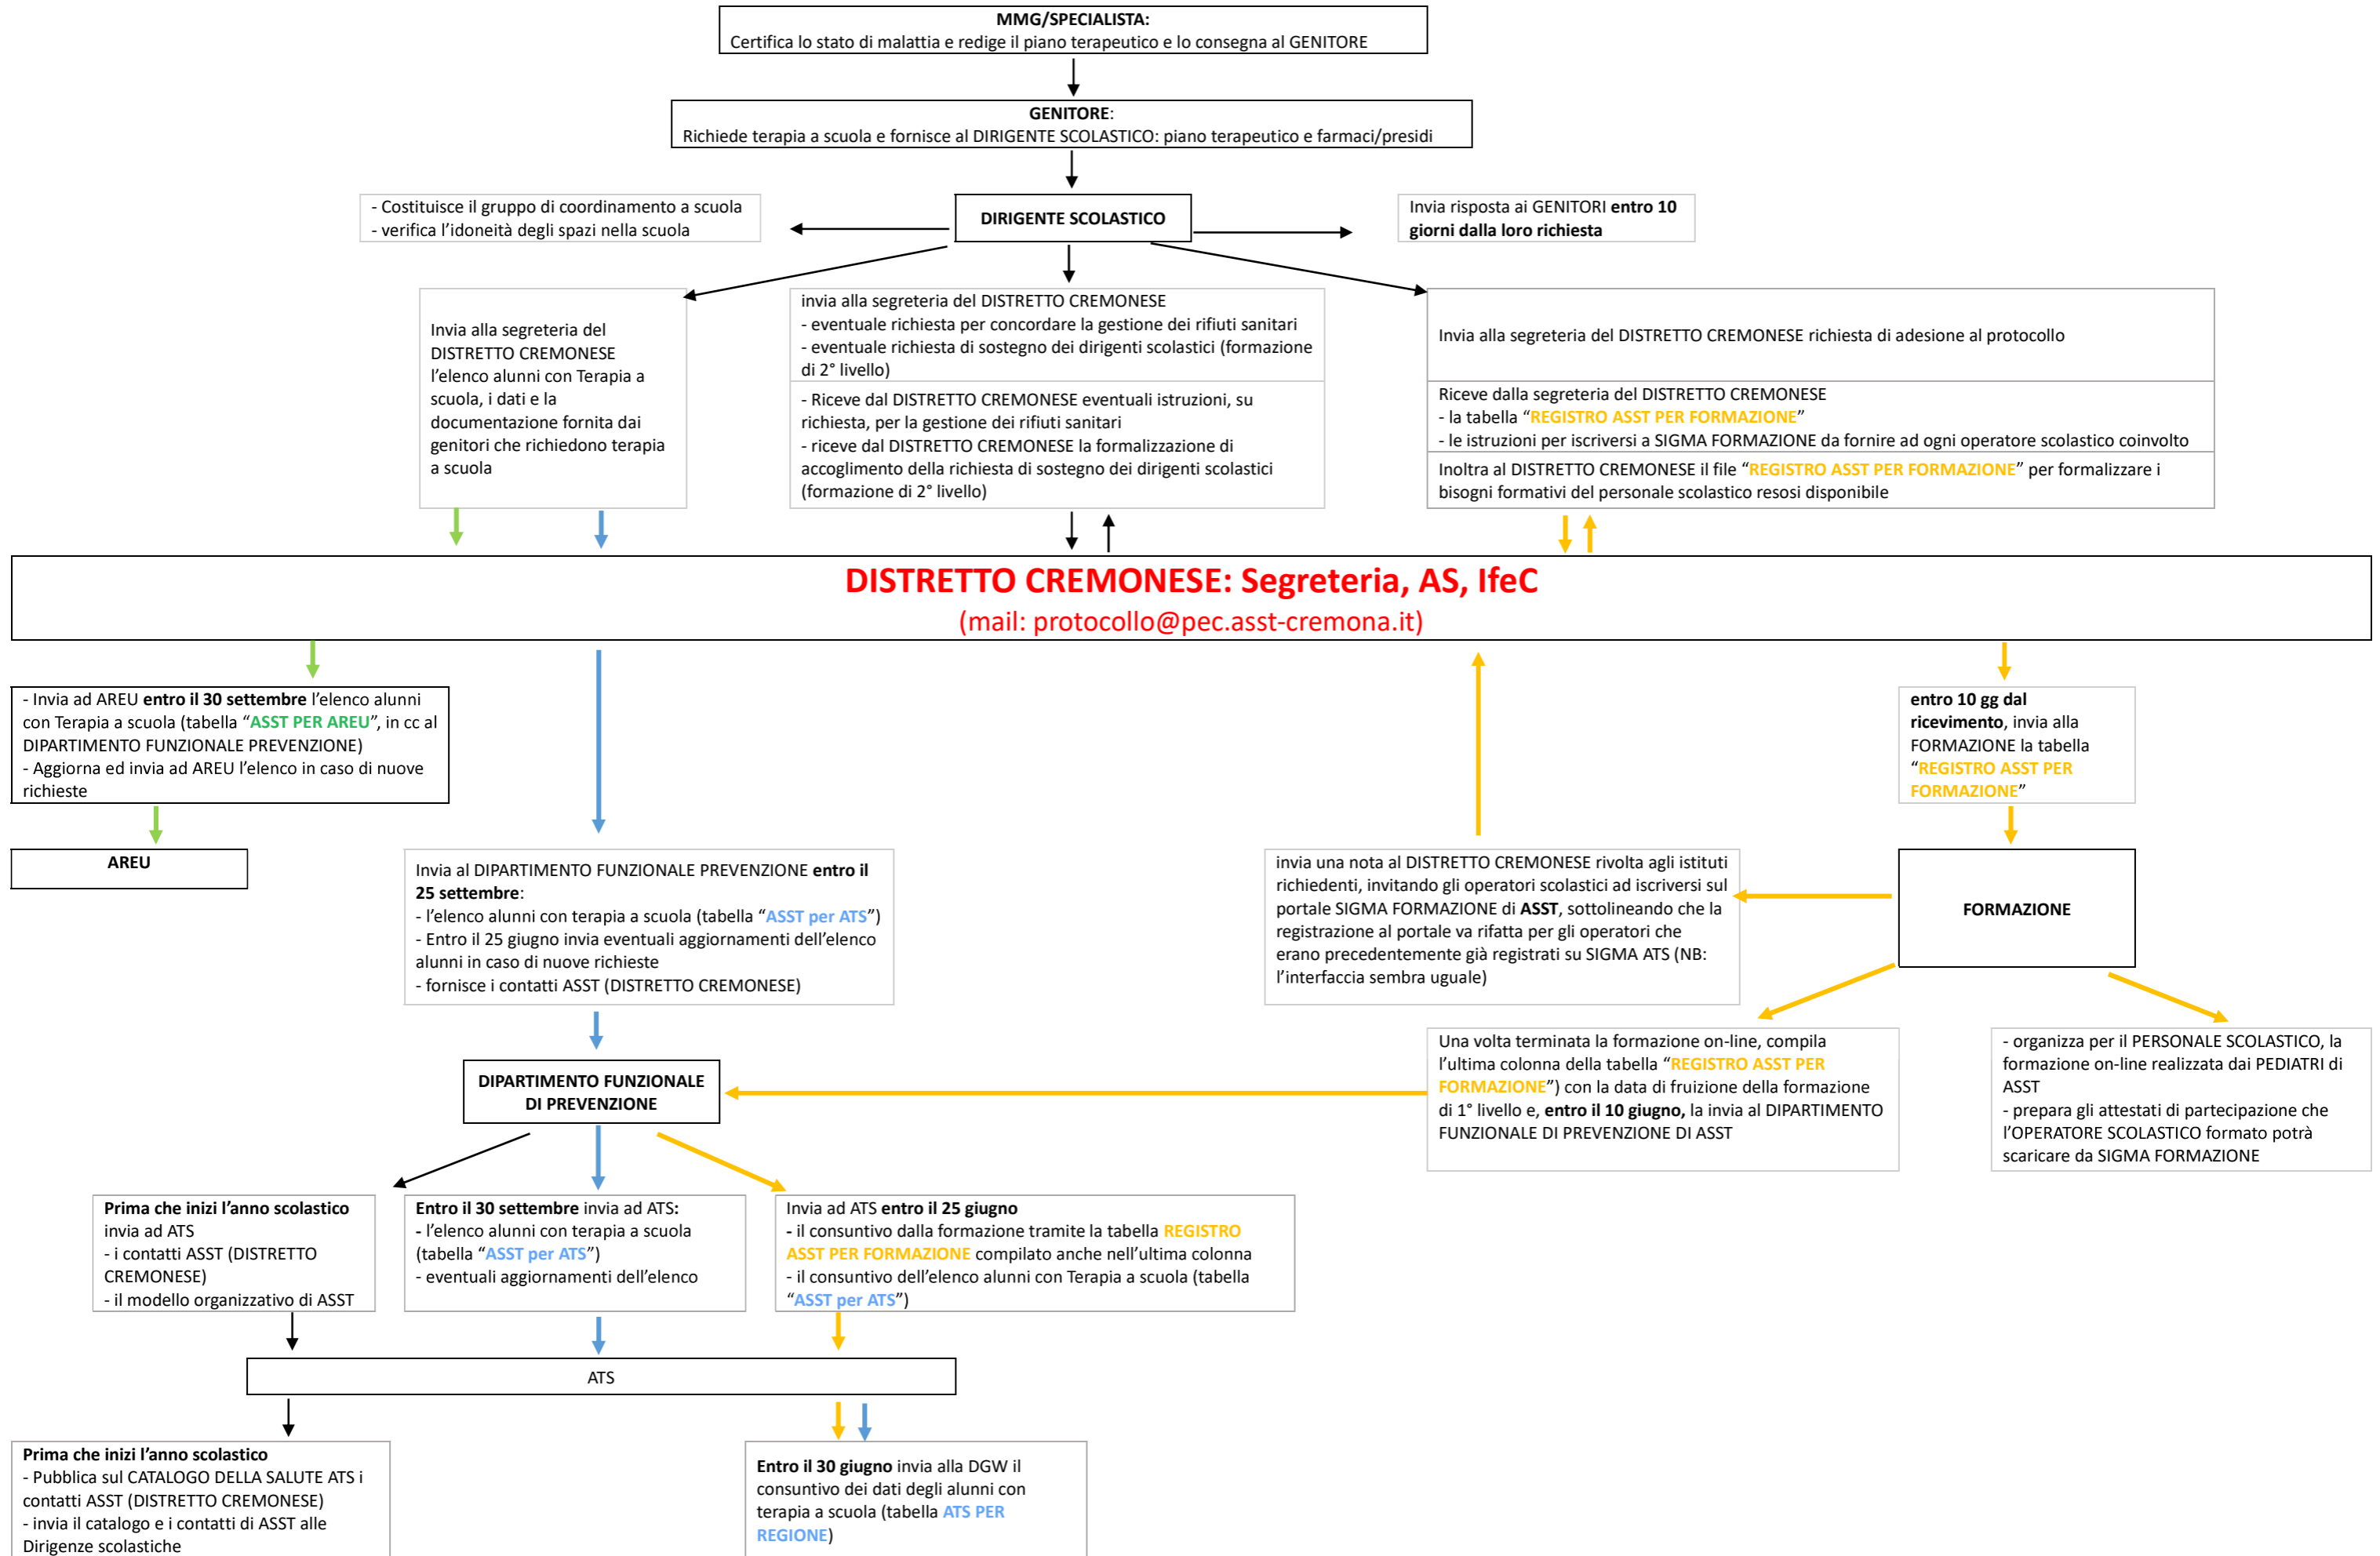 MMG/SPECIALISTA:
Certifica lo stato di malattia e redige il piano terapeutico e lo consegna al GENITORE
GENITORE:
Richiede terapia a scuola e fornisce al DIRIGENTE SCOLASTICO: piano terapeutico e farmaci/presidi
- Costituisce il gruppo di coordinamento a scuola
- verifica l'idoneità degli spazi nella scuola
DIRIGENTE SCOLASTICO
Invia risposta ai GENITORI entro 10
giorni dalla loro richiesta
Invia alla segreteria del
DISTRETTO CREMONESE
l'elenco alunni con Terapia a
scuola, i dati e la
documentazione fornita dai
genitori che richiedono terapia
a scuola
invia alla segreteria del DISTRETTO CREMONESE
- eventuale richiesta per concordare la gestione dei rifiuti sanitari
- eventuale richiesta di sostegno dei dirigenti scolastici (formazione
di 2° livello)
- Riceve dal DISTRETTO CREMONESE eventuali istruzioni, su
richiesta, per la gestione dei rifiuti sanitari
- riceve dal DISTRETTO CREMONESE la formalizzazione di
accoglimento della richiesta di sostegno dei dirigenti scolastici
(formazione di 2° livello)
Invia alla segreteria del DISTRETTO CREMONESE richiesta di adesione al protocollo
Riceve dalla segreteria del DISTRETTO CREMONESE
- la tabella “REGISTRO ASST PER FORMAZIONE”
- le istruzioni per iscriversi a SIGMA FORMAZIONE da fornire ad ogni operatore scolastico coinvolto
Inoltra al DISTRETTO CREMONESE il file “REGISTRO ASST PER FORMAZIONE” per formalizzare i
bisogni formativi del personale scolastico resosi disponibile
DISTRETTO CREMONESE: Segreteria, AS, IfeC
(mail: protocollo@pec.asst-cremona.it)
- Invia ad AREU entro il 30 settembre l'elenco alunni
con Terapia a scuola (tabella “ASST PER AREU”, in cc al
DIPARTIMENTO FUNZIONALE PREVENZIONE)
- Aggiorna ed invia ad AREU l'elenco in caso di nuove
richieste
entro 10 gg dal
ricevimento, invia alla
FORMAZIONE la tabella
“REGISTRO ASST PER
FORMAZIONE”
AREU
Invia al DIPARTIMENTO FUNZIONALE PREVENZIONE entro il
25 settembre:
- l'elenco alunni con terapia a scuola (tabella “ASST per ATS”)
- Entro il 25 giugno invia eventuali aggiornamenti dell'elenco
alunni in caso di nuove richieste
- fornisce i contatti ASST (DISTRETTO CREMONESE)
invia una nota al DISTRETTO CREMONESE rivolta agli istituti
richiedenti, invitando gli operatori scolastici ad iscriversi sul
portale SIGMA FORMAZIONE di ASST, sottolineando che la
registrazione al portale va rifatta per gli operatori che
erano precedentemente già registrati su SIGMA ATS (NB:
l'interfaccia sembra uguale)
FORMAZIONE
DIPARTIMENTO FUNZIONALE
DI PREVENZIONE
Una volta terminata la formazione on-line, compila
l'ultima colonna della tabella “REGISTRO ASST PER
FORMAZIONE”) con la data di fruizione della formazione
di 1° livello e, entro il 10 giugno, la invia al DIPARTIMENTO
FUNZIONALE DI PREVENZIONE DI ASST
- organizza per il PERSONALE SCOLASTICO, la
formazione on-line realizzata dai PEDIATRI di
ASST
- prepara gli attestati di partecipazione che
l'OPERATORE SCOLASTICO formato potrà
scaricare da SIGMA FORMAZIONE
Prima che inizi l'anno scolastico
invia ad ATS
- i contatti ASST (DISTRETTO
CREMONESE)
- il modello organizzativo di ASST
Entro il 30 settembre invia ad ATS:
- l'elenco alunni con terapia a scuola
(tabella “ASST per ATS”)
- eventuali aggiornamenti dell'elenco
Invia ad ATS entro il 25 giugno
- il consuntivo dalla formazione tramite la tabella REGISTRO
ASST PER FORMAZIONE compilato anche nell'ultima colonna
- il consuntivo dell'elenco alunni con Terapia a scuola (tabella
“ASST per ATS”)
ATS
Prima che inizi l'anno scolastico
- Pubblica sul CATALOGO DELLA SALUTE ATS i
contatti ASST (DISTRETTO CREMONESE)
- invia il catalogo e i contatti di ASST alle
Dirigenze scolastiche
Entro il 30 giugno invia alla DGW il
consuntivo dei dati degli alunni con
terapia a scuola (tabella ATS PER
REGIONE)